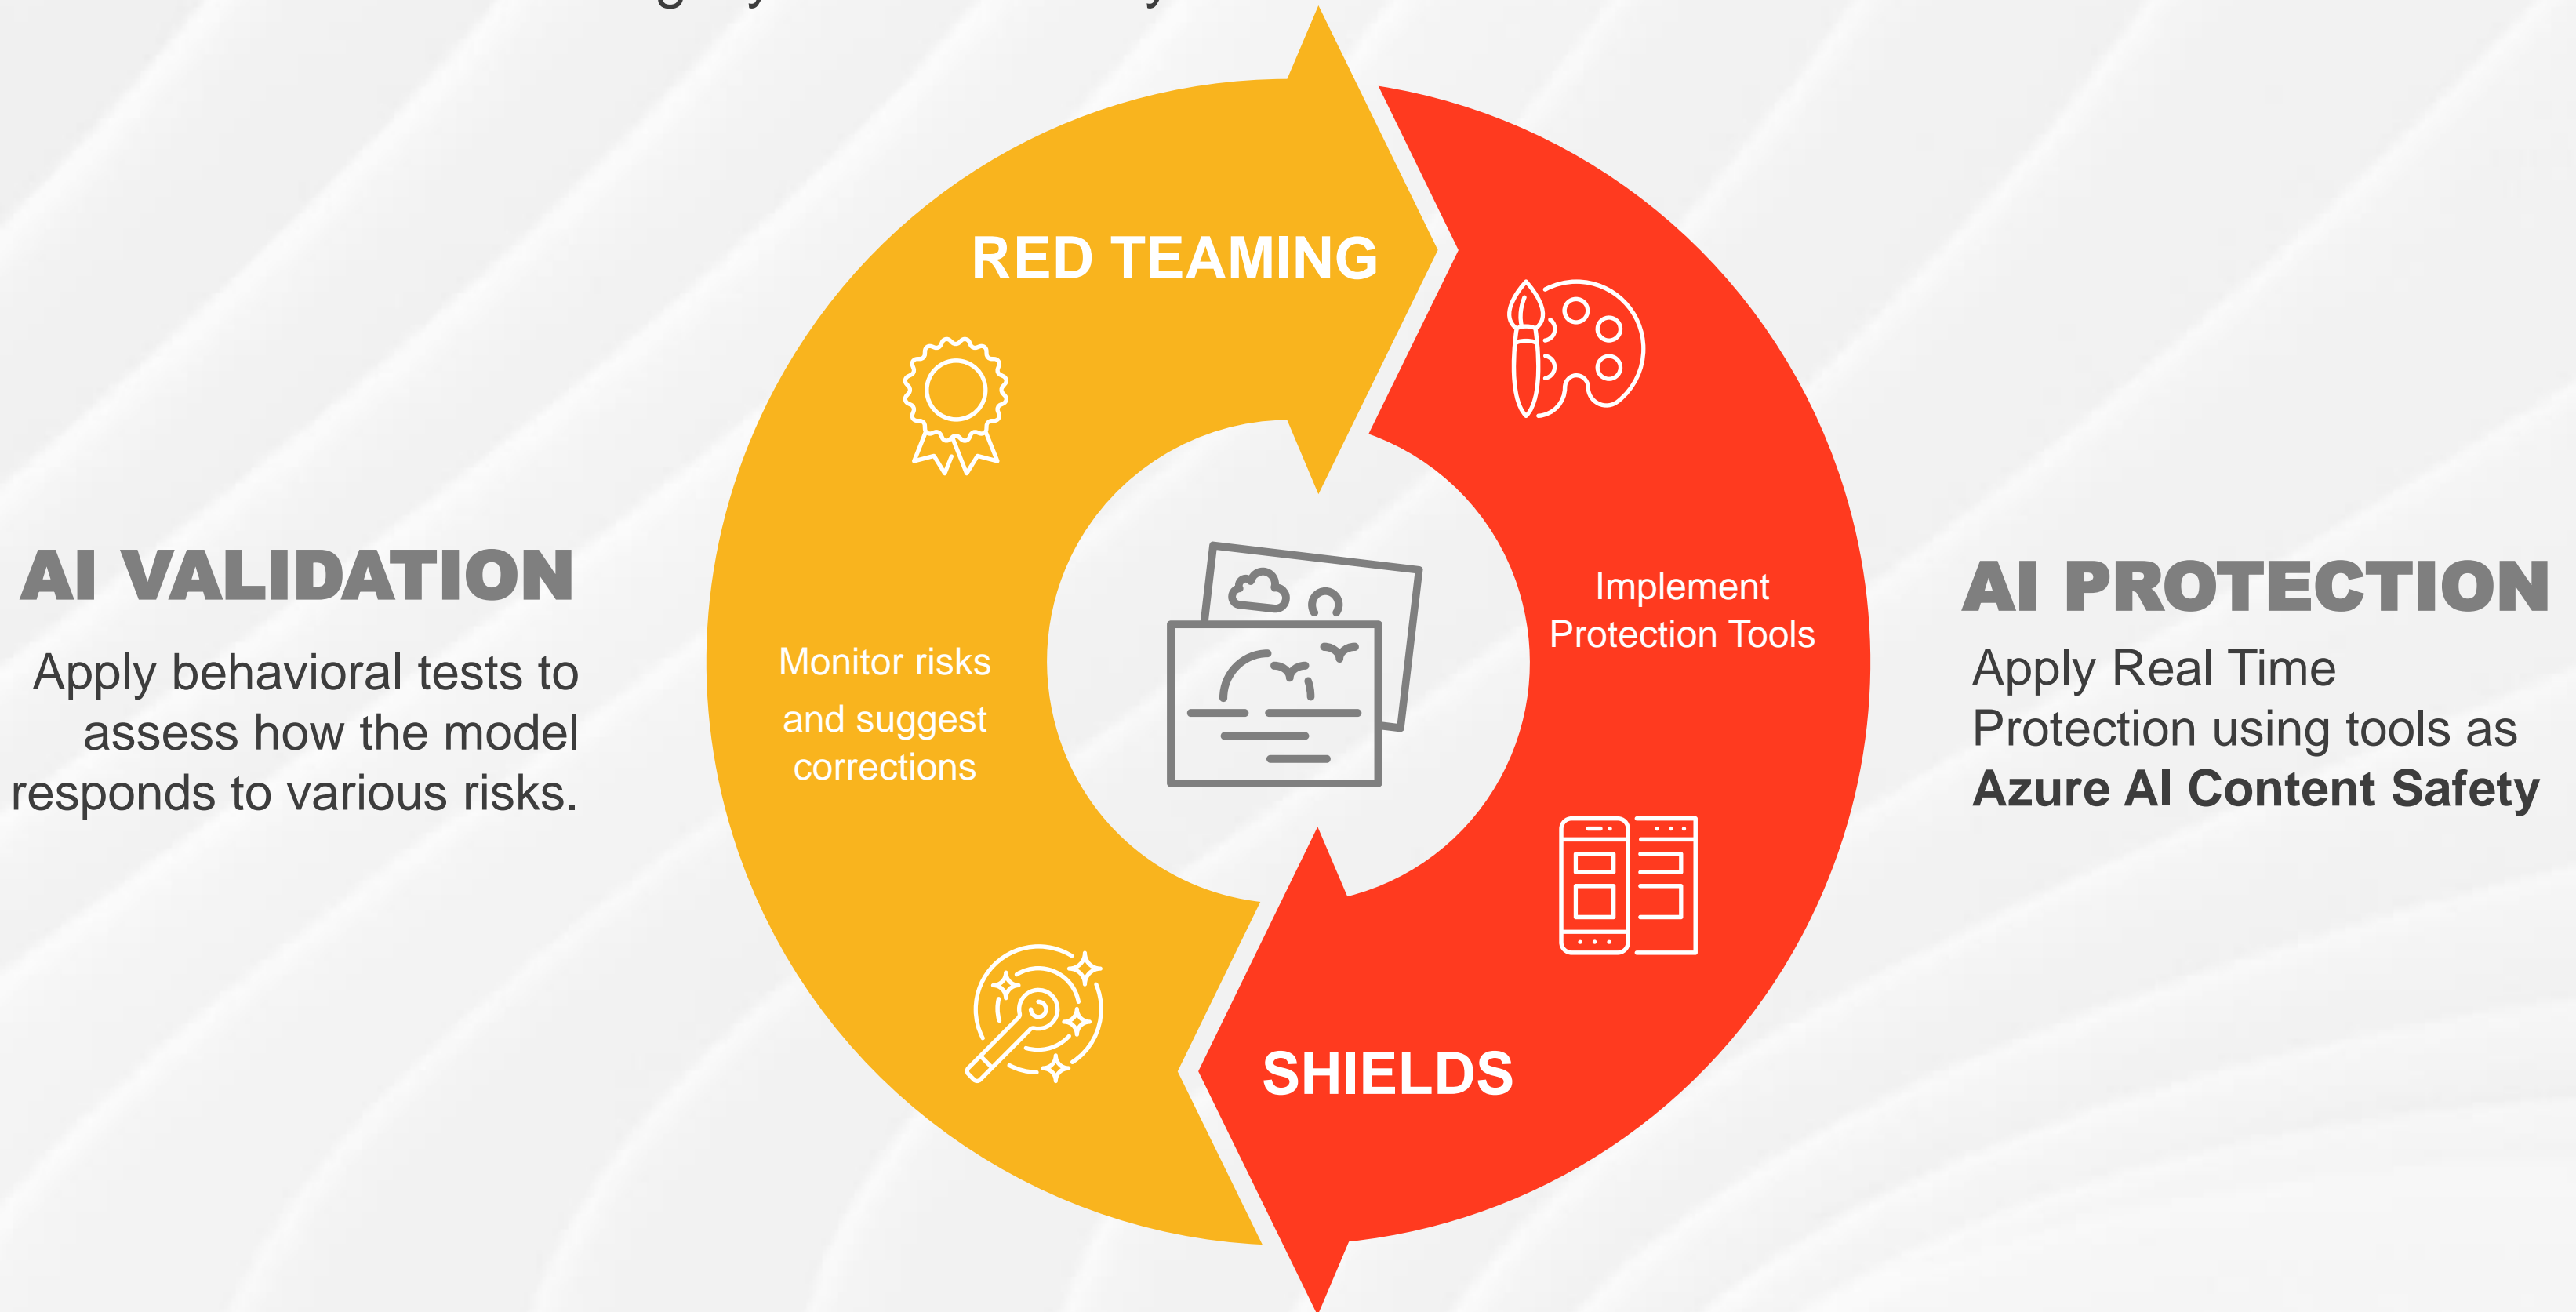 RED TEAMING
AI VALIDATION
Apply behavioral tests to
assess how the model
responds to various risks.
Monitor risks
and suggest
corrections
Implement
Protection Tools
AI PROTECTION
Apply Real Time
Protection using tools as
Azure AI Content Safety
SHIELDS